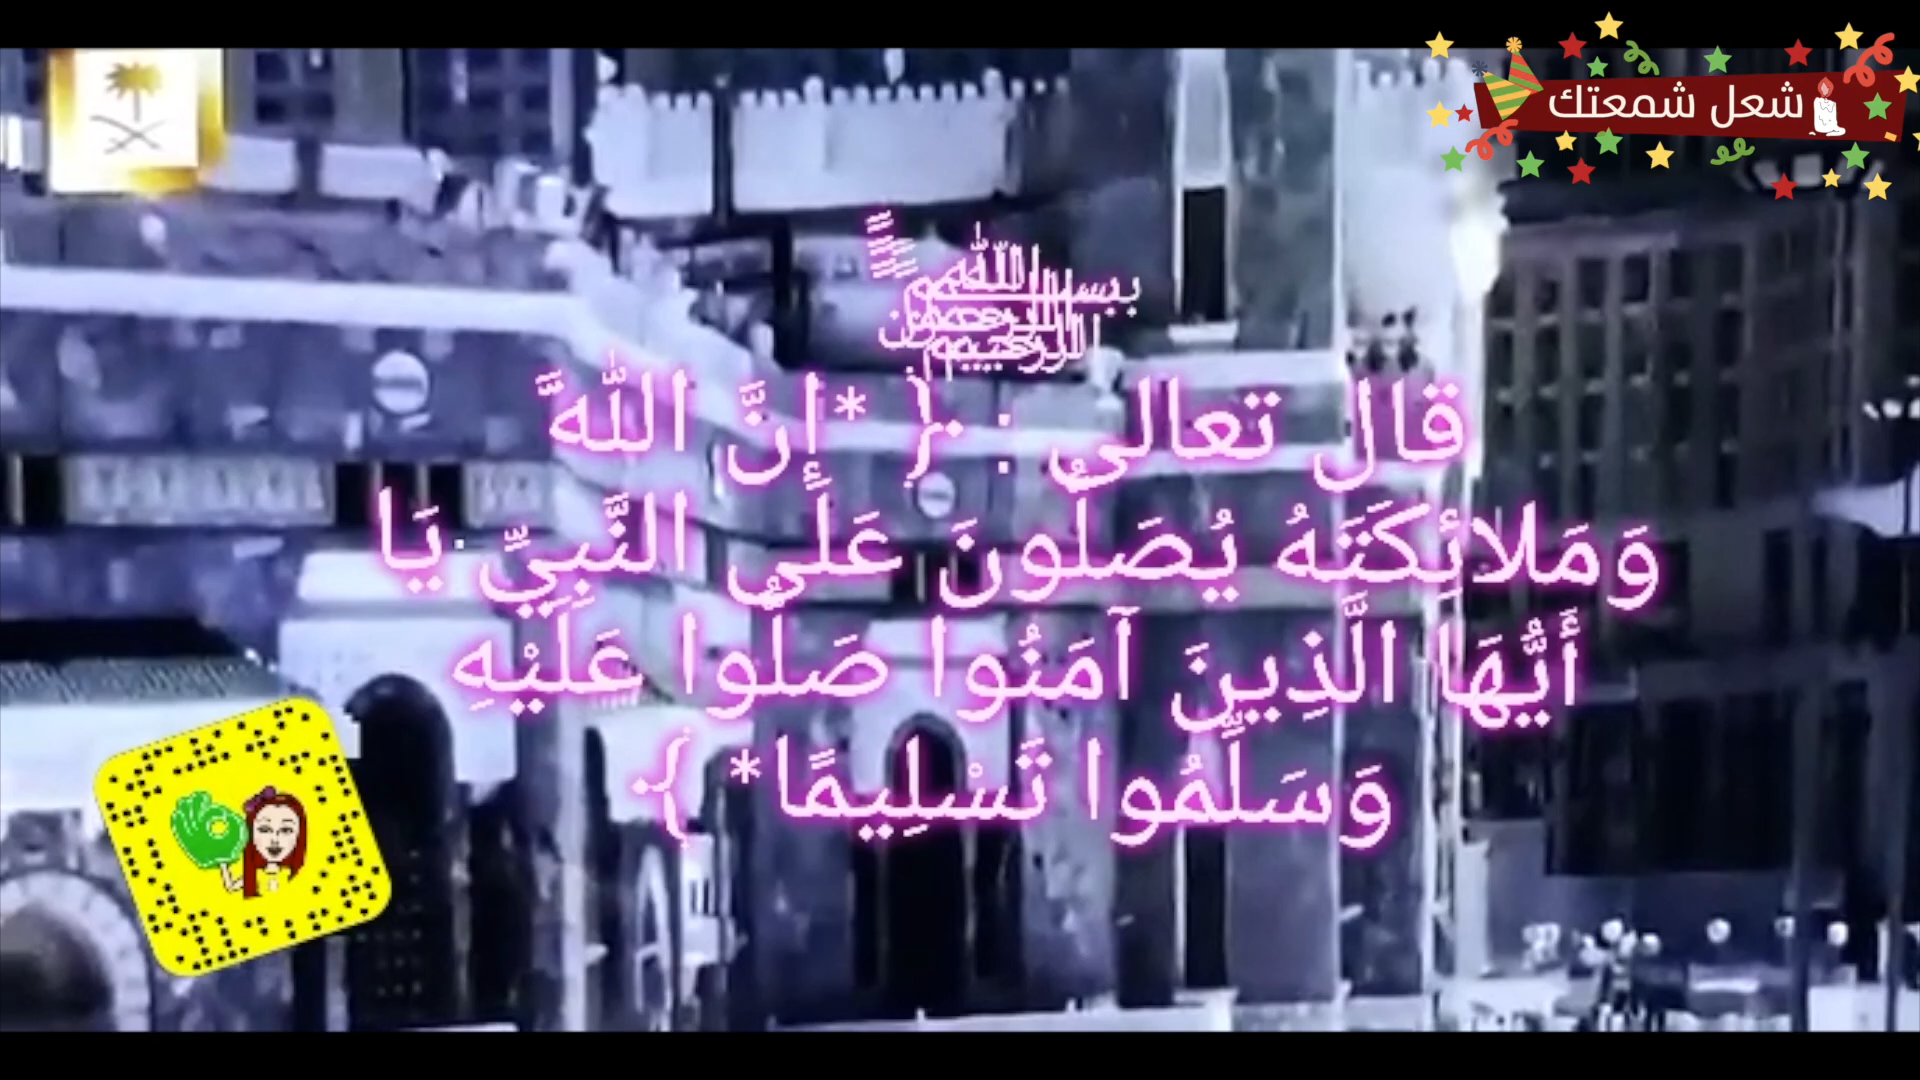 شعل شمعتك
بسم الله الرحمن الرحيم
قال تعالى : ﴿ *إِنَّ اللَّهَ
وَمَلائِكَتَهُ يُصَلُّونَ عَلَى النَّبِيِّ يَا
أَيُّهَا الَّذِينَ آمَنُوا صَلُّوا عَلَيْهِ
وَسَلِّمُوا تَسْلِيمًا* ﴾